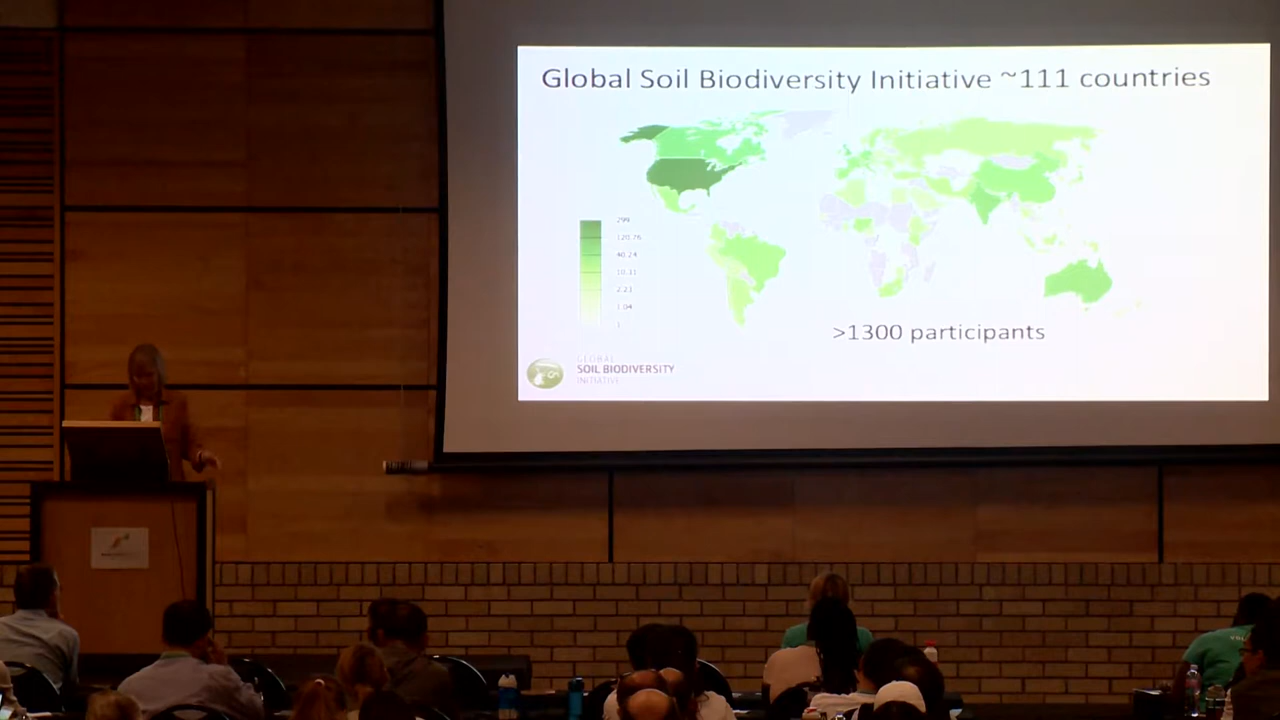 Global Soil Biodiversity Initiative ~111 countries
299
120.76
40.24
10.31
2.23
1.04
1
>1300 participants
GLOBAL
SOIL BIODIVERSITY
INITIATIVE